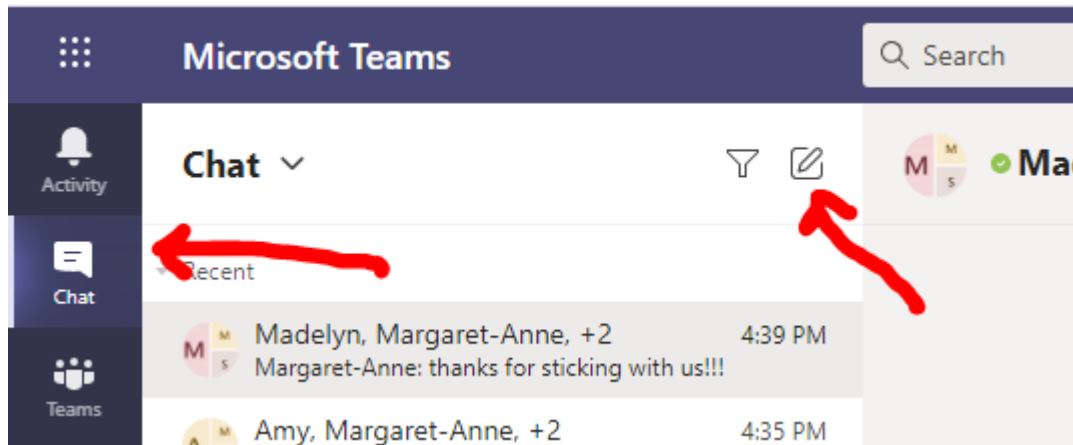 Microsoft Teams
Search
Activity
Chat
Chat
Teams
Recent
Madelyn, Margaret-Anne, +2 4:39 PM
Margaret-Anne: thanks for sticking with us!!!
Amy, Margaret-Anne, +2 4:35 PM
M M S
M M S
A M